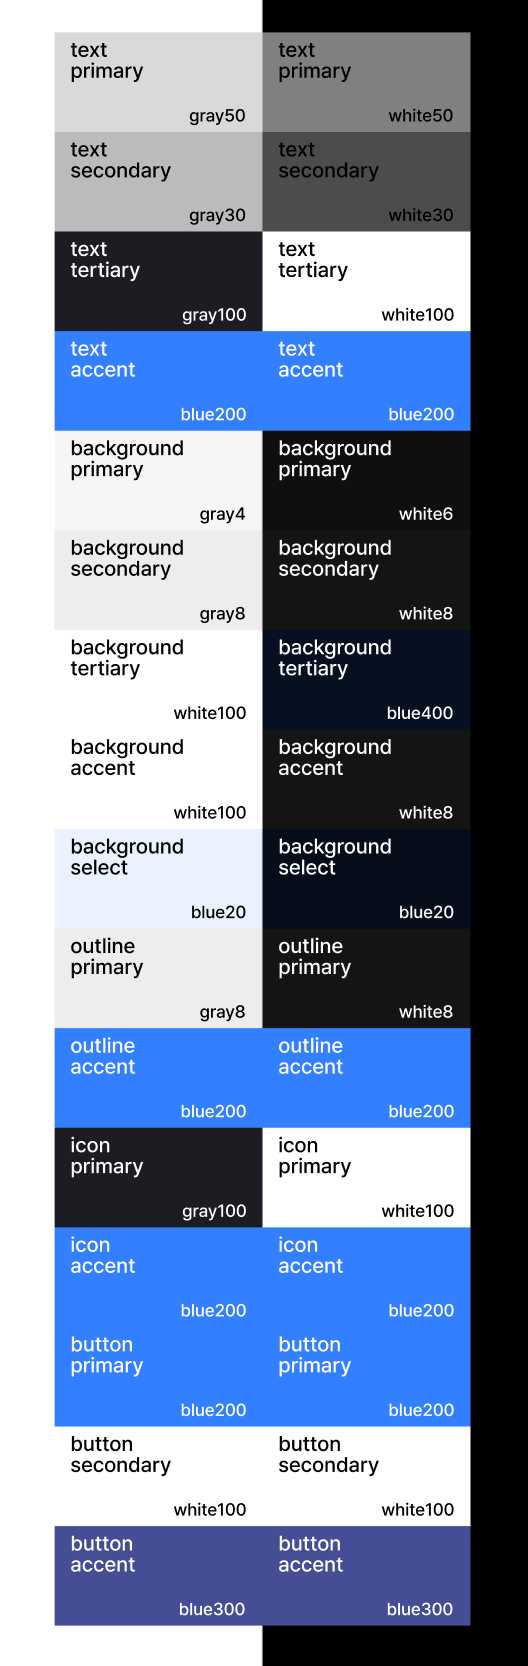 text
primary
gray50
text
primary
white50
text
secondary
gray30
text
secondary
white30
text
tertiary
gray100
text
tertiary
white100
text
accent
blue200
text
accent
blue200
background
primary
gray4
background
primary
white6
background
secondary
gray8
background
secondary
white8
background
tertiary
white100
background
tertiary
blue400
background
accent
white100
background
accent
white8
background
select
blue20
background
select
blue20
outline
primary
gray8
outline
primary
white8
outline
accent
blue200
outline
accent
blue200
icon
primary
gray100
icon
primary
white100
icon
accent
blue200
icon
accent
blue200
button
primary
blue200
button
primary
blue200
button
secondary
white100
button
secondary
white100
button
accent
blue300
button
accent
blue300